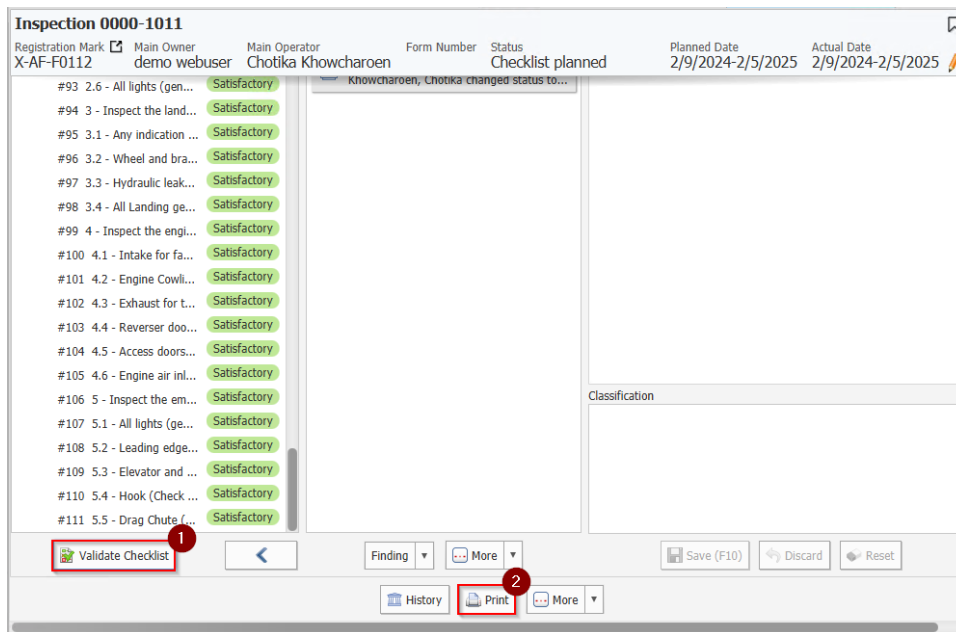 Inspection 0000-1011
Registration Mark Main Owner Main Operator Form Number Status Planned Date Actual Date
X-AF-F0112 demo webuser Chotika Khowcharoen Checklist planned 2/9/2024-2/5/2025 2/9/2024-2/5/2025
#93 2.6 - All lights (gen... Satisfactory
Khowcharoen, Chotika changed status to...
#94 3 - Inspect the land... Satisfactory
#95 3.1 - Any indication ... Satisfactory
#96 3.2 - Wheel and bra... Satisfactory
#97 3.3 - Hydraulic leak... Satisfactory
#98 3.4 - All Landing ge... Satisfactory
#99 4 - Inspect the engi... Satisfactory
#100 4.1 - Intake for fa... Satisfactory
#101 4.2 - Engine Cowli... Satisfactory
#102 4.3 - Exhaust for t... Satisfactory
#103 4.4 - Reverser doo... Satisfactory
#104 4.5 - Access doors... Satisfactory
#105 4.6 - Engine air inl... Satisfactory
#106 5 - Inspect the em... Satisfactory
#107 5.1 - All lights (ge... Satisfactory
#108 5.2 - Leading edge... Satisfactory
#109 5.3 - Elevator and ... Satisfactory
#110 5.4 - Hook (Check ... Satisfactory
#111 5.5 - Drag Chute (... Satisfactory
Classification
1
Validate Checklist Finding More Save (F10) Discard Reset
2
History Print More